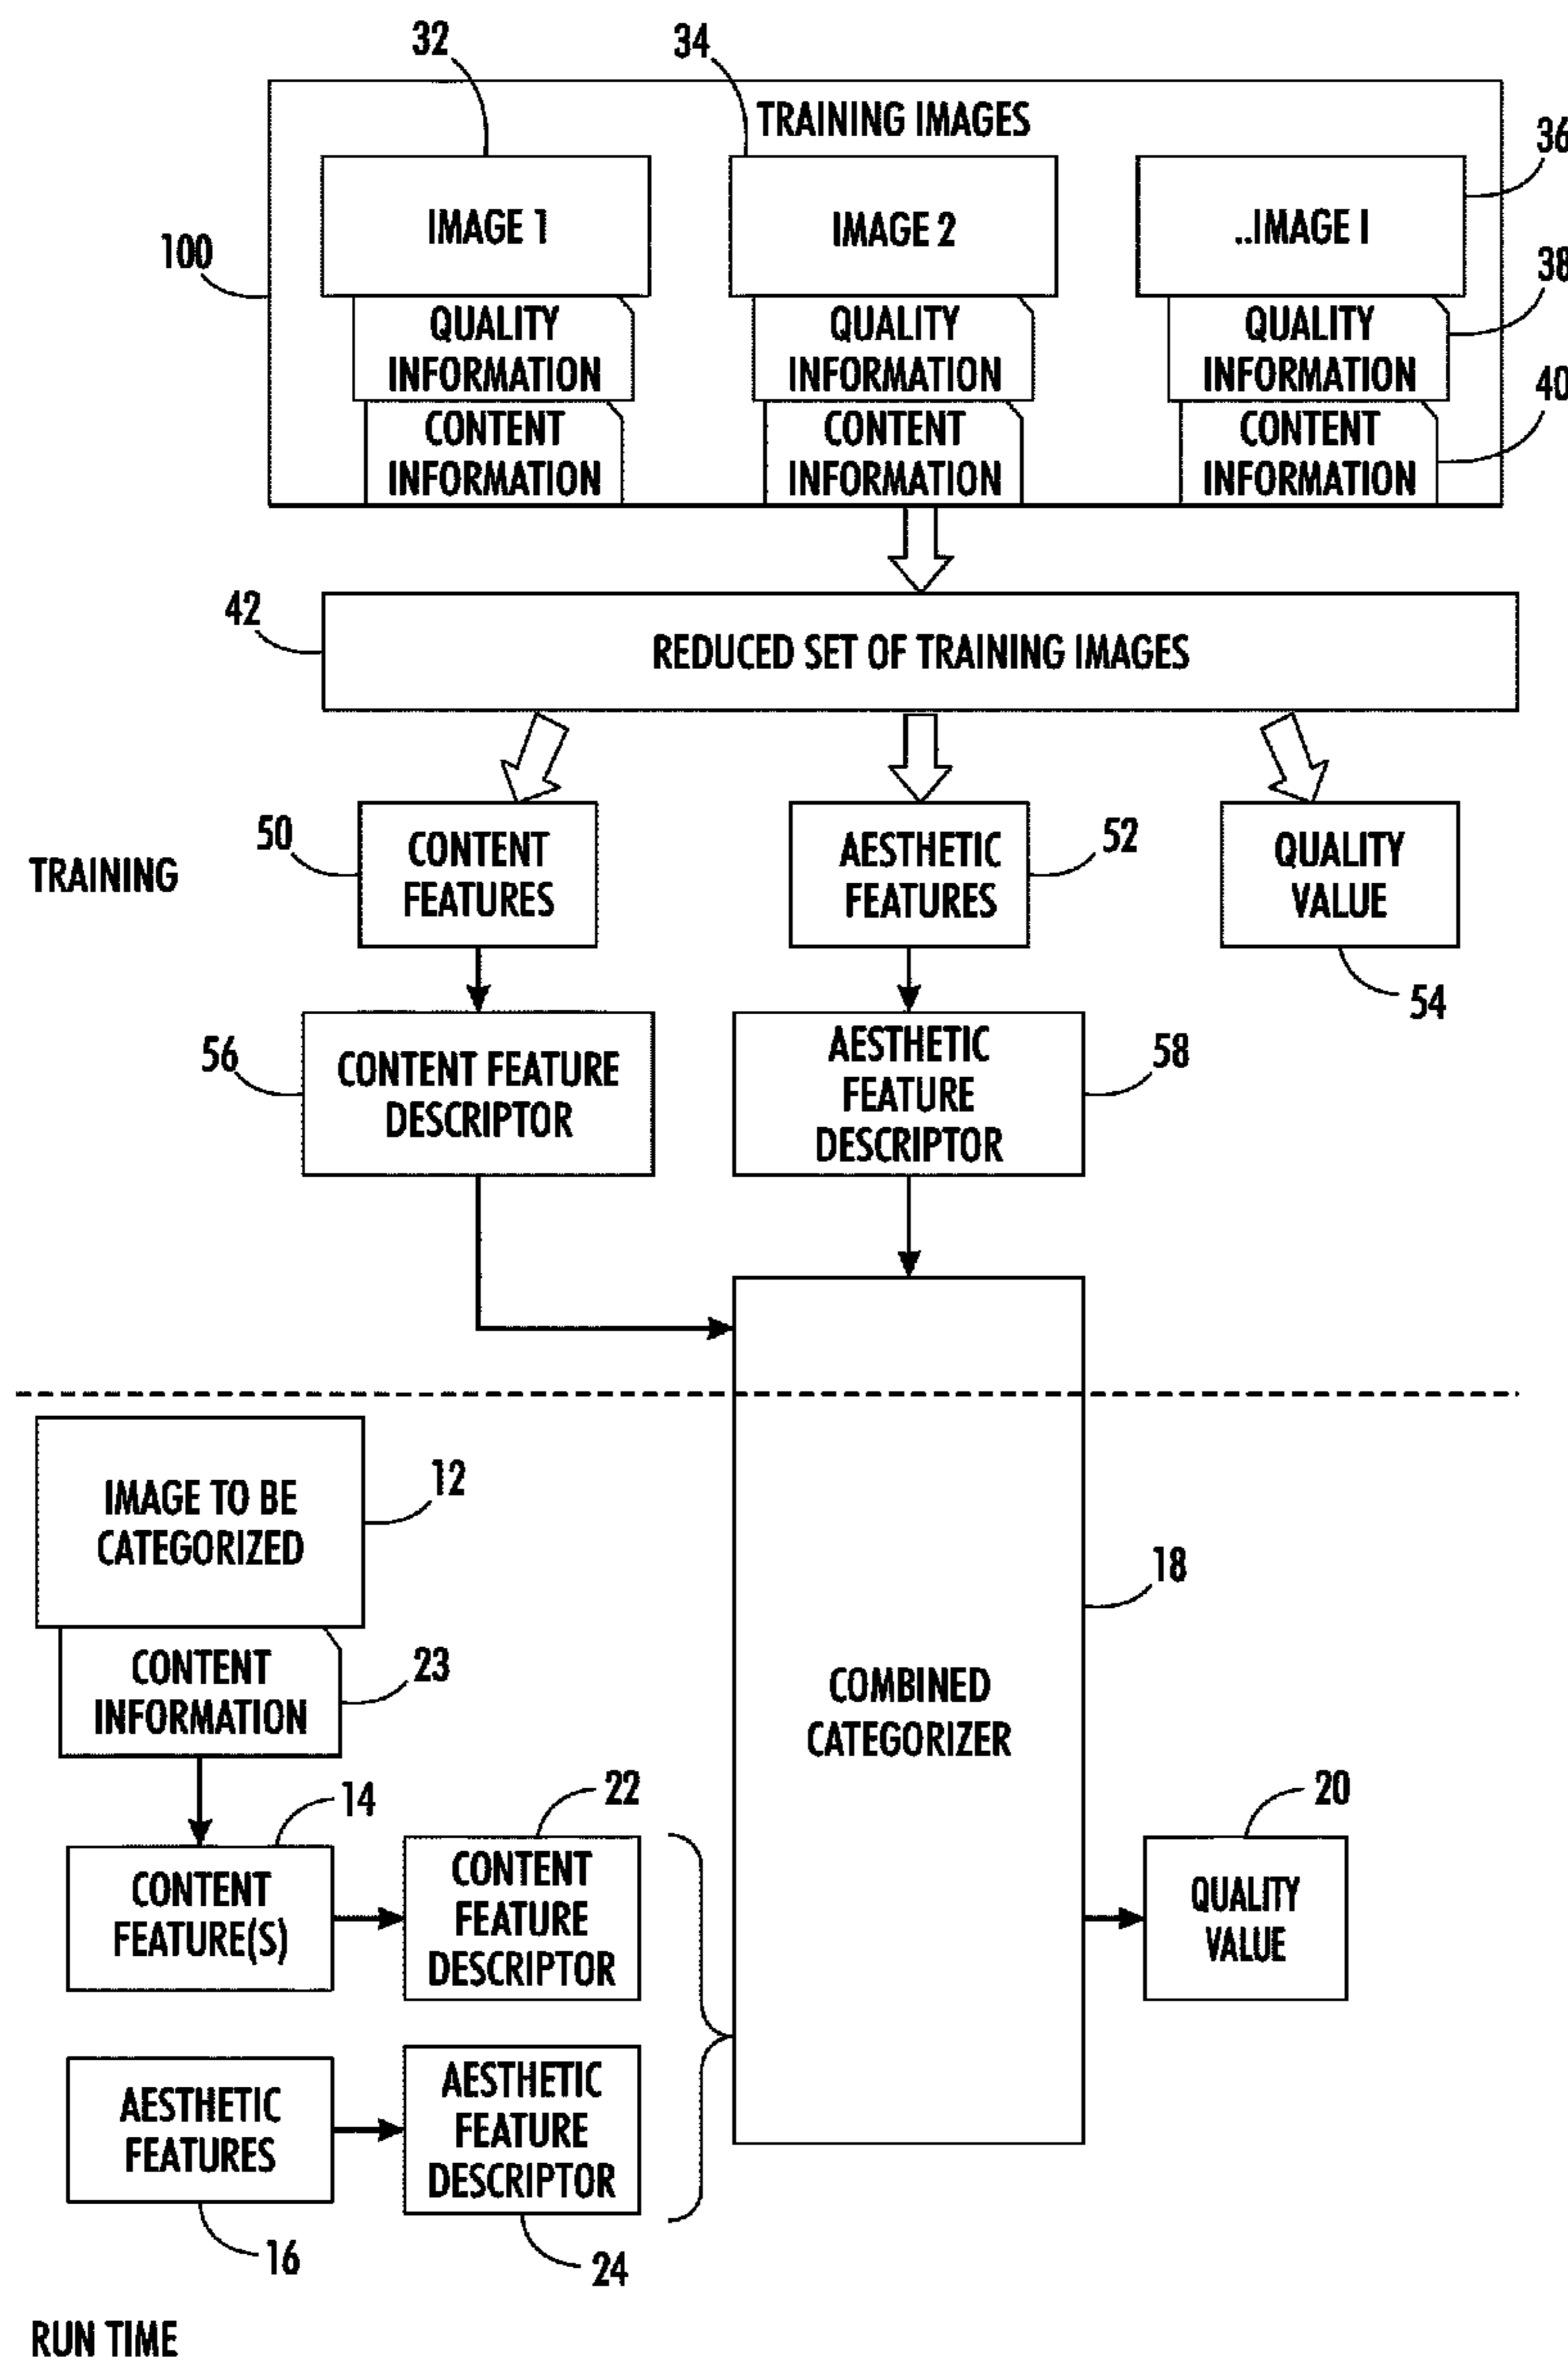 32
34
TRAINING IMAGES
36
IMAGE 1
IMAGE 2
..IMAGE I
100
38
QUALITY
INFORMATION
QUALITY
INFORMATION
QUALITY
INFORMATION
40
CONTENT
INFORMATION
CONTENT
INFORMATION
CONTENT
INFORMATION
42
REDUCED SET OF TRAINING IMAGES
TRAINING
50
CONTENT
FEATURES
AESTHETIC
FEATURES
52
QUALITY
VALUE
54
56
CONTENT FEATURE
DESCRIPTOR
AESTHETIC
FEATURE
DESCRIPTOR
58
IMAGE TO BE
CATEGORIZED
12
18
CONTENT
INFORMATION
23
COMBINED
CATEGORIZER
14
22
20
CONTENT
FEATURE(S)
CONTENT
FEATURE
DESCRIPTOR
QUALITY
VALUE
AESTHETIC
FEATURES
AESTHETIC
FEATURE
DESCRIPTOR
16
24
RUN TIME